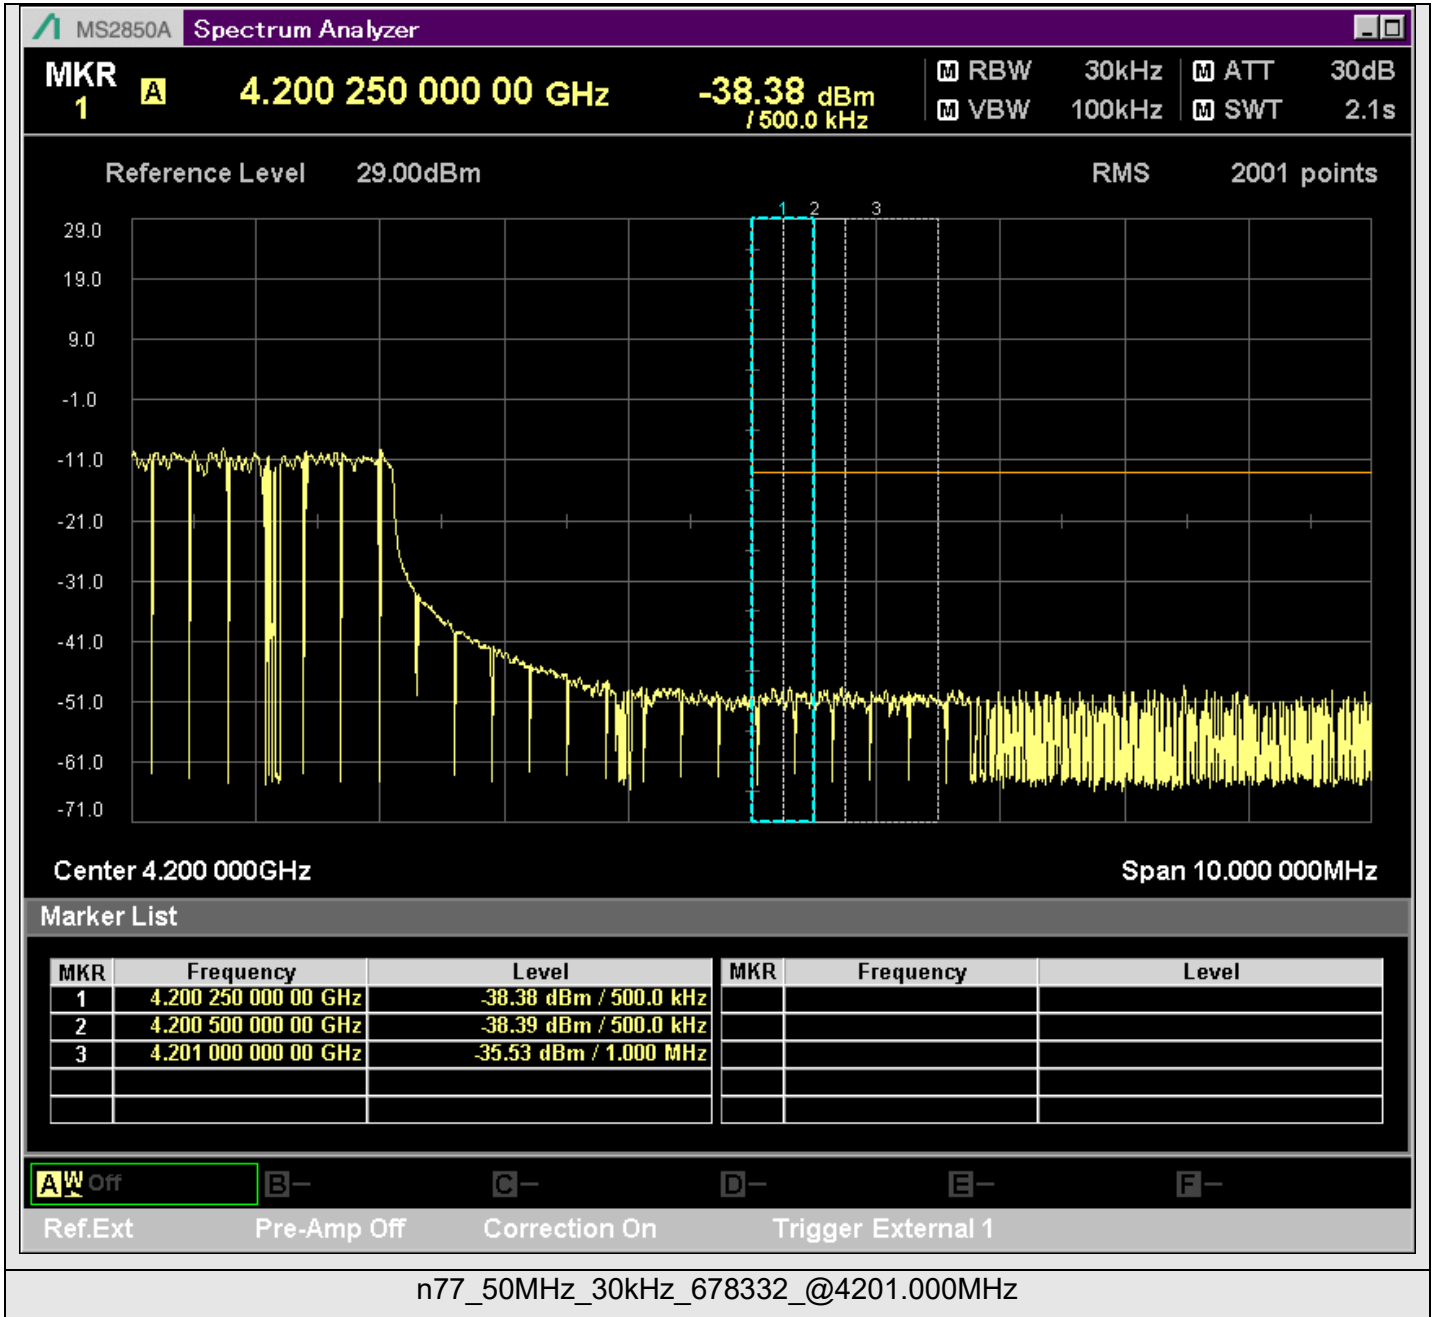 MS2850A Spectrum Analyzer
MKR 1 A 4.200 250 000 00 GHz -38.38 dBm / 500.0 kHz
M RBW 30kHz M ATT 30dB
M VBW 100kHz M SWT 2.1s
Reference Level 29.00dBm RMS 2001 points
1 2 3
29.0
19.0
9.0
-1.0
-11.0
-21.0
-31.0
-41.0
-51.0
-61.0
-71.0
Center 4.200 000GHz Span 10.000 000MHz
Marker List
MKR Frequency Level MKR Frequency Level
1 4.200 250 000 00 GHz -38.38 dBm / 500.0 kHz
2 4.200 500 000 00 GHz -38.39 dBm / 500.0 kHz
3 4.201 000 000 00 GHz -35.53 dBm / 1.000 MHz
A W Off B — C — D — E — F —
Ref.Ext Pre-Amp Off Correction On Trigger External 1
n77_50MHz_30kHz_678332_@4201.000MHz